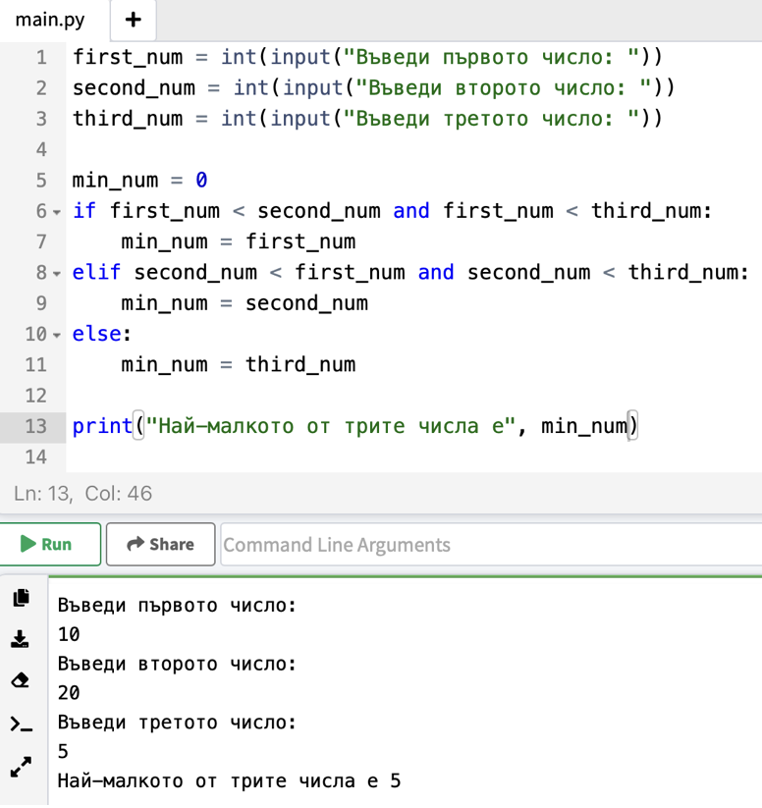 main.py +
1 first_num = int(input("Въведи първото число: "))
2 second_num = int(input("Въведи второто число: "))
3 third_num = int(input("Въведи третото число: "))
4
5 min_num = 0
6 if first_num < second_num and first_num < third_num:
7     min_num = first_num
8 elif second_num < first_num and second_num < third_num:
9     min_num = second_num
10 else:
11     min_num = third_num
12
13 print("Най-малкото от трите числа е", min_num)
14
Ln: 13, Col: 46
Run Share Command Line Arguments
Въведи първото число:
10
Въведи второто число:
20
Въведи третото число:
5
Най-малкото от трите числа е 5